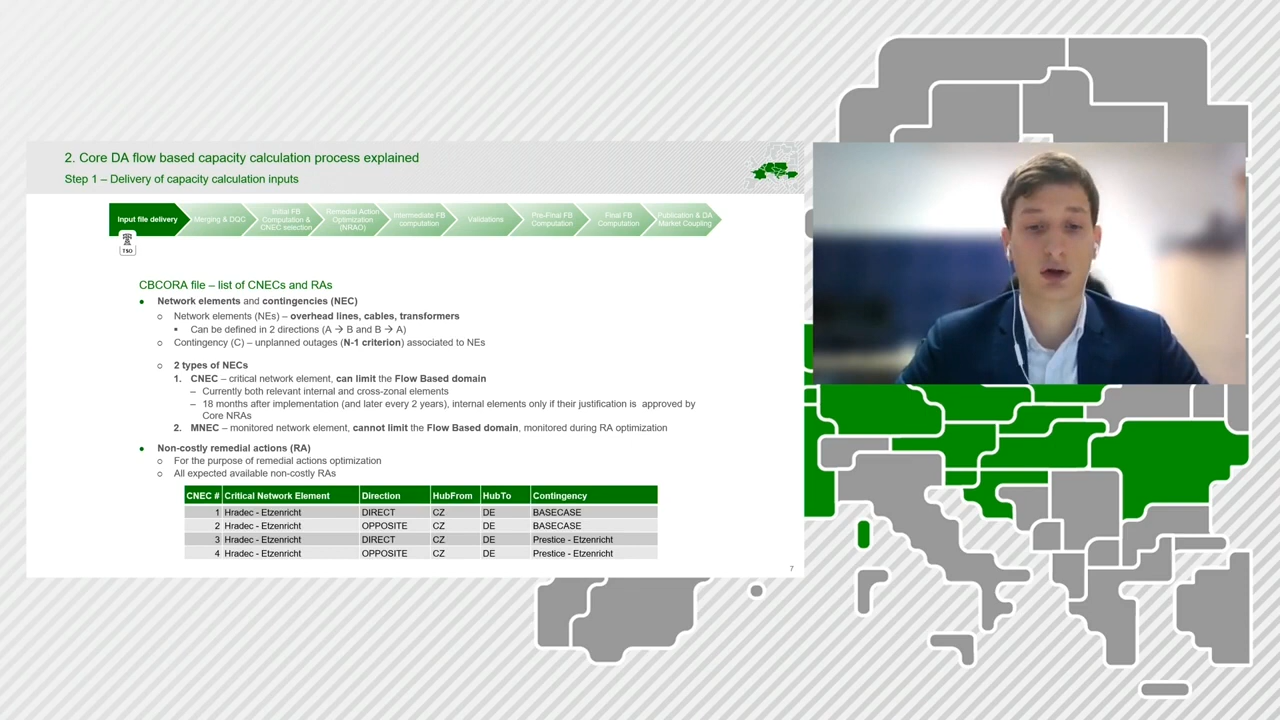 2. Core DA flow based capacity calculation process explained
Step 1 – Delivery of capacity calculation inputs
Input file delivery
Merging & DQC
Initial FB
Computation &
CNEC selection
Remedial Action
Optimization
(NRAO)
Intermediate FB
computation
Validations
Pre-Final FB
Computation
Final FB
Computation
Publication & DA
Market Coupling
TSO
CBCORA file – list of CNECs and RAs
• Network elements and contingencies (NEC)
o Network elements (NEs) – overhead lines, cables, transformers
▪ Can be defined in 2 directions (A → B and B → A)
o Contingency (C) – unplanned outages (N-1 criterion) associated to NEs
o 2 types of NECs
1. CNEC – critical network element, can limit the Flow Based domain
– Currently both relevant internal and cross-zonal elements
– 18 months after implementation (and later every 2 years), internal elements only if their justification is approved by
Core NRAs
2. MNEC – monitored network element, cannot limit the Flow Based domain, monitored during RA optimization
• Non-costly remedial actions (RA)
o For the purpose of remedial actions optimization
o All expected available non-costly RAs
CNEC # Critical Network Element Direction HubFrom HubTo Contingency
1 Hradec - Etzenricht DIRECT CZ DE BASECASE
2 Hradec - Etzenricht OPPOSITE CZ DE BASECASE
3 Hradec - Etzenricht DIRECT CZ DE Prestice - Etzenricht
4 Hradec - Etzenricht OPPOSITE CZ DE Prestice - Etzenricht
7